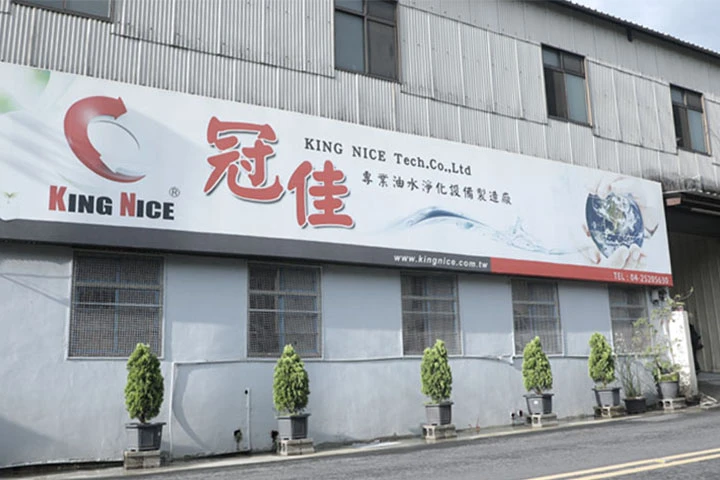 KING NICE ®
冠佳
KING NICE Tech.Co.,Ltd
專業油水淨化設備製造廠
www.kingnice.com.tw
TEL：04-25285630